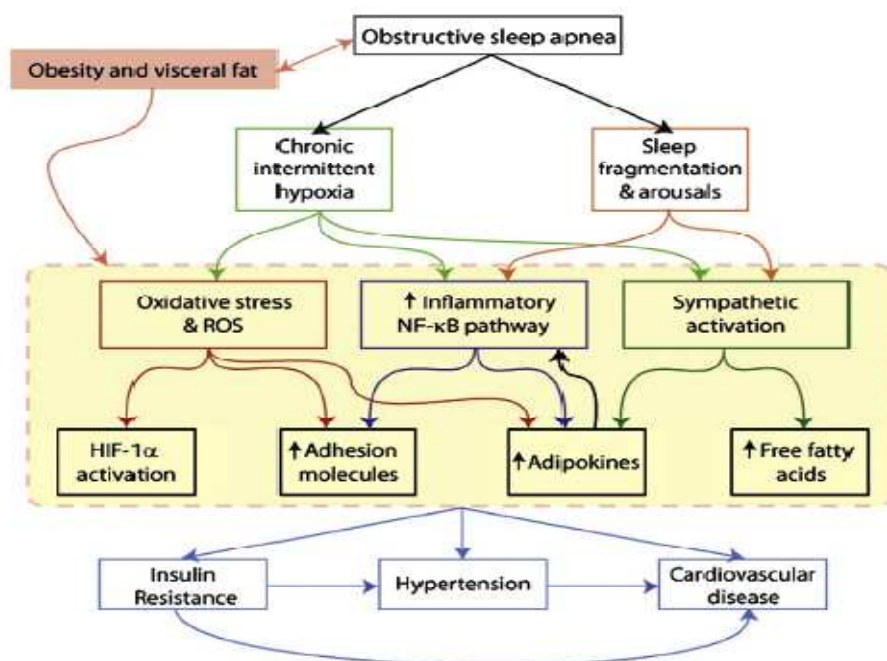 Obstructive sleep apnea
Obesity and visceral fat
Chronic
intermittent
hypoxia
Sleep
fragmentation
& arousals
Oxidative stress
& ROS
↑ Inflammatory
NF-κB pathway
Sympathetic
activation
HIF-1α
activation
↑ Adhesion
molecules
↑ Adipokines
↑ Free fatty
acids
Insulin
Resistance
Hypertension
Cardiovascular
disease